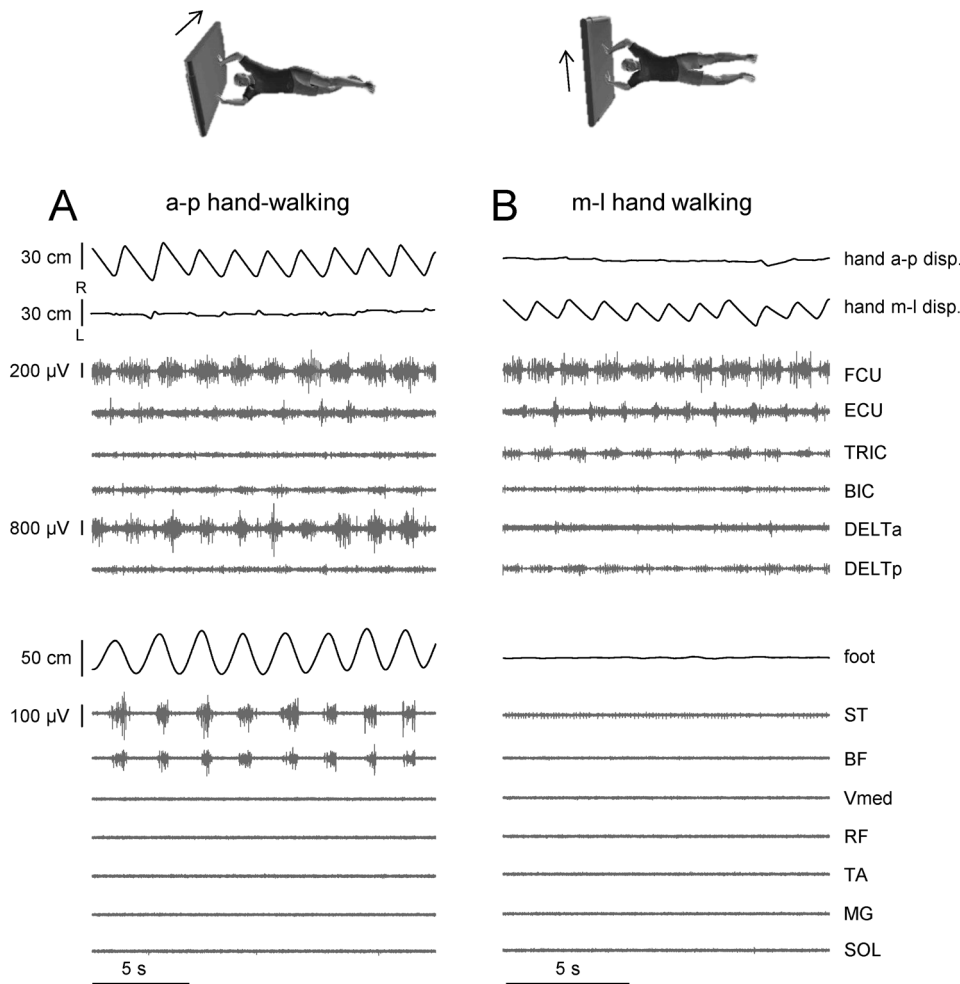 A a-p hand-walking
B m-l hand walking
30 cm
R
hand a-p disp.
30 cm
L
hand m-l disp.
200 µV
FCU
ECU
TRIC
BIC
800 µV
DELTa
DELTp
50 cm
foot
100 µV
ST
BF
Vmed
RF
TA
MG
SOL
5 s
5 s